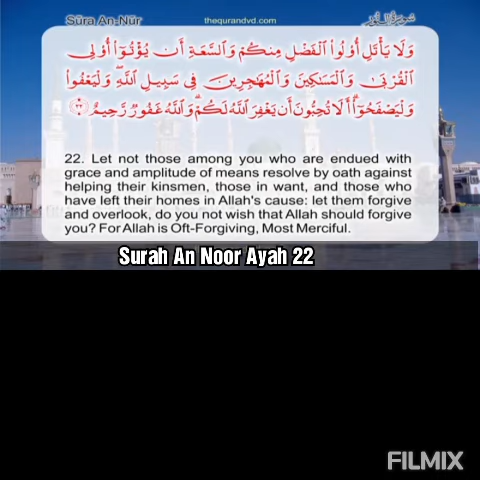 Sūra An-Nūr thequrandvd.com سُورَةُ النُّور
وَلَا يَأْتَلِ أُوْلُواْ ٱلْفَضْلِ مِنكُمْ وَٱلسَّعَةِ أَن يُؤْتُوٓاْ أُوْلِى
ٱلْقُرْبَىٰ وَٱلْمَسَٰكِينَ وَٱلْمُهَٰجِرِينَ فِى سَبِيلِ ٱللَّهِ ۖ وَلْيَعْفُواْ
وَلْيَصْفَحُوٓاْ ۗ أَلَا تُحِبُّونَ أَن يَغْفِرَ ٱللَّهُ لَكُمْ ۗ وَٱللَّهُ غَفُورٌ رَّحِيمٌ ﴿٢٢﴾
22. Let not those among you who are endued with
grace and amplitude of means resolve by oath against
helping their kinsmen, those in want, and those who
have left their homes in Allah's cause: let them forgive
and overlook, do you not wish that Allah should forgive
you? For Allah is Oft-Forgiving, Most Merciful.
Surah An Noor Ayah 22
FILMIX